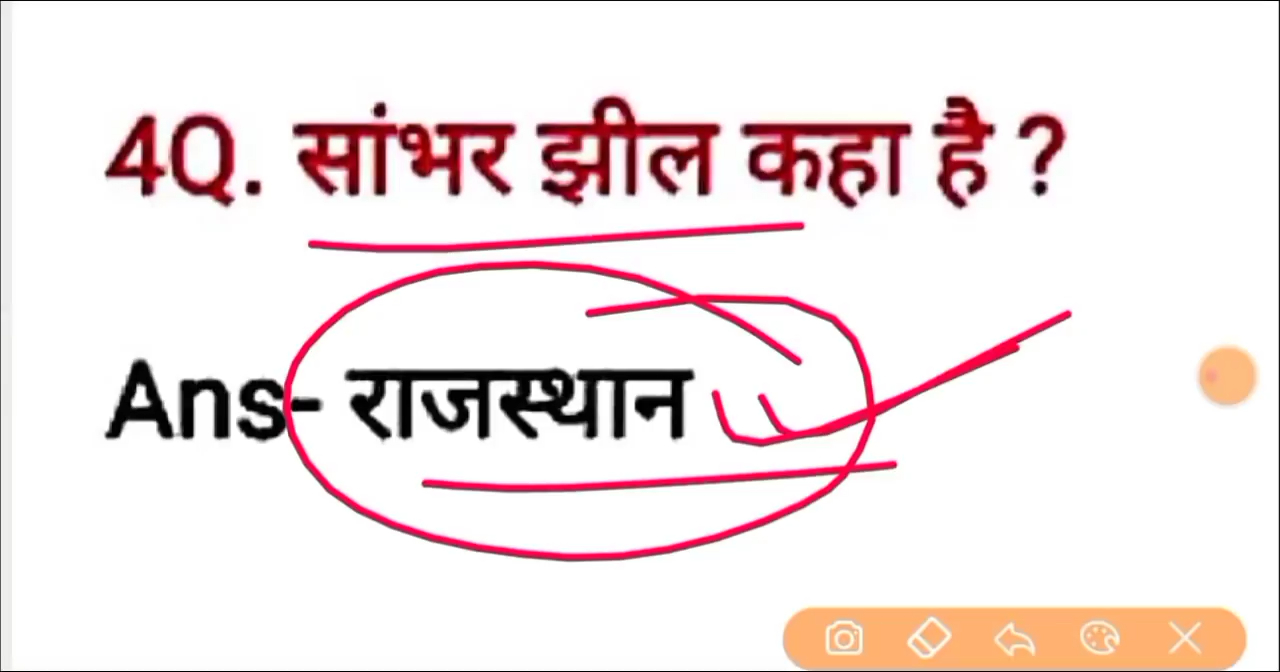 4Q. सांभर झील कहा है ?
Ans- राजस्थान